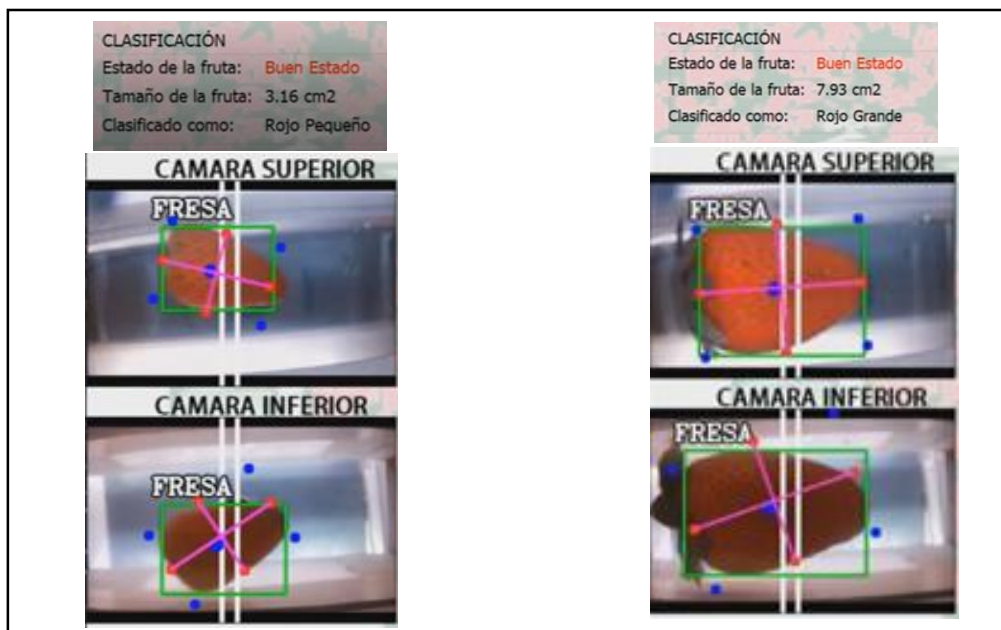 CLASIFICACIÓN
Estado de la fruta: Buen Estado
Tamaño de la fruta: 3.16 cm2
Clasificado como: Rojo Pequeño
CAMARA SUPERIOR
FRESA
CAMARA INFERIOR
FRESA
CLASIFICACIÓN
Estado de la fruta: Buen Estado
Tamaño de la fruta: 7.93 cm2
Clasificado como: Rojo Grande
CAMARA SUPERIOR
FRESA
CAMARA INFERIOR
FRESA